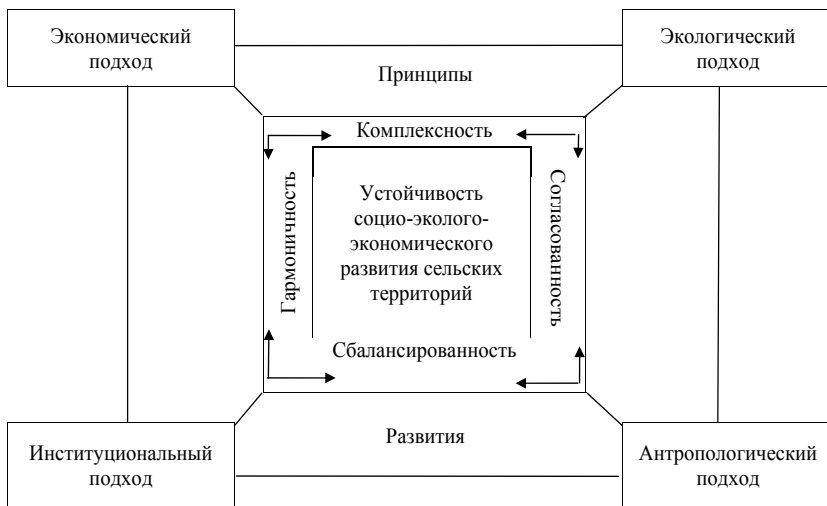 Экономический
подход
Экологический
подход
Принципы
Комплексность
Гармоничность
Устойчивость
социо-эколого-
экономического
развития сельских
территорий
Согласованность
Сбалансированность
Институциональный
подход
Развития
Антропологический
подход